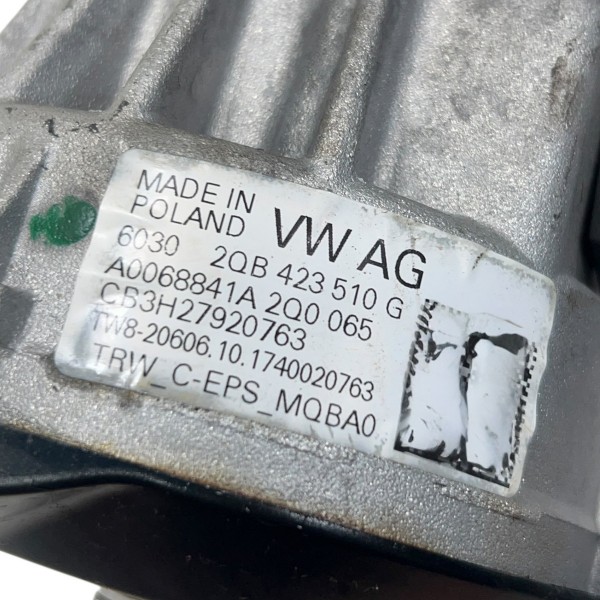 MADE IN
POLAND VW AG
6030 2QB 423 510 G
A0068841A 2Q0 065
CB3H27920763
TW8-20606.10.1740020763
TRW_C-EPS_MQBA0